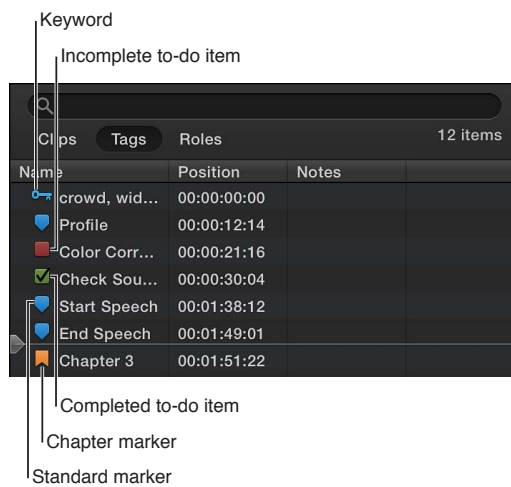 Keyword
Incomplete to-do item
Clips Tags Roles 12 items
Name Position Notes
crowd, wid... 00:00:00:00
Profile 00:00:12:14
Color Corr... 00:00:21:16
Check Sou... 00:00:30:04
Start Speech 00:01:38:12
End Speech 00:01:49:01
Chapter 3 00:01:51:22
Completed to-do item
Chapter marker
Standard marker